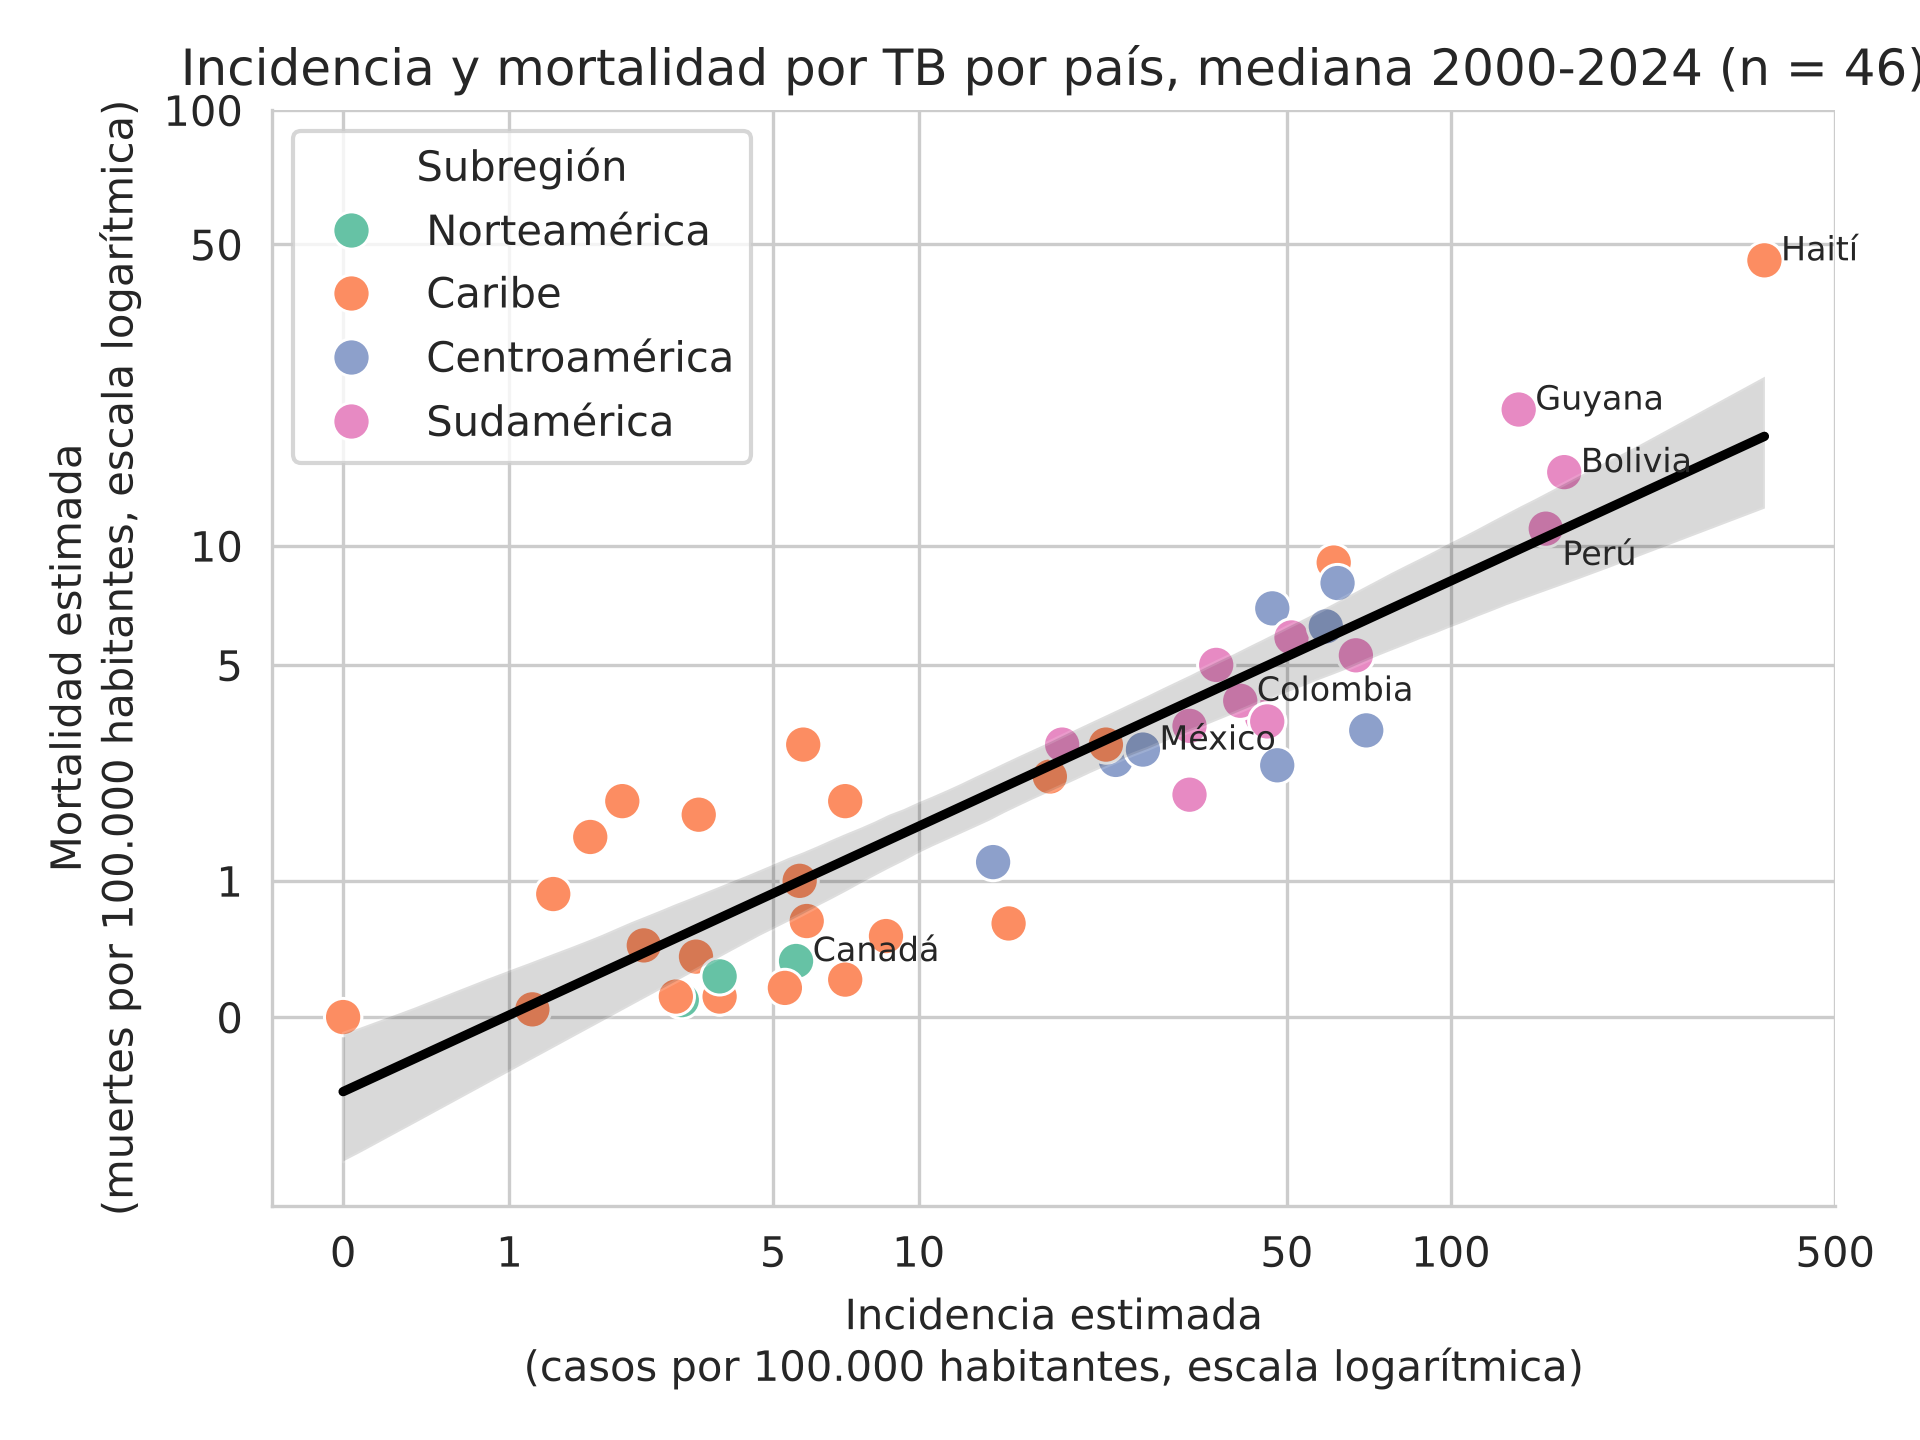 Incidencia y mortalidad por TB por país, mediana 2000-2024 (n = 46)
Mortalidad estimada
(muertes por 100.000 habitantes, escala logarítmica)
100
50
10
5
1
0
Subregión
Norteamérica
Caribe
Centroamérica
Sudamérica
Haití
Guyana
Bolivia
Perú
Colombia
México
Canadá
0 1 5 10 50 100 500
Incidencia estimada
(casos por 100.000 habitantes, escala logarítmica)